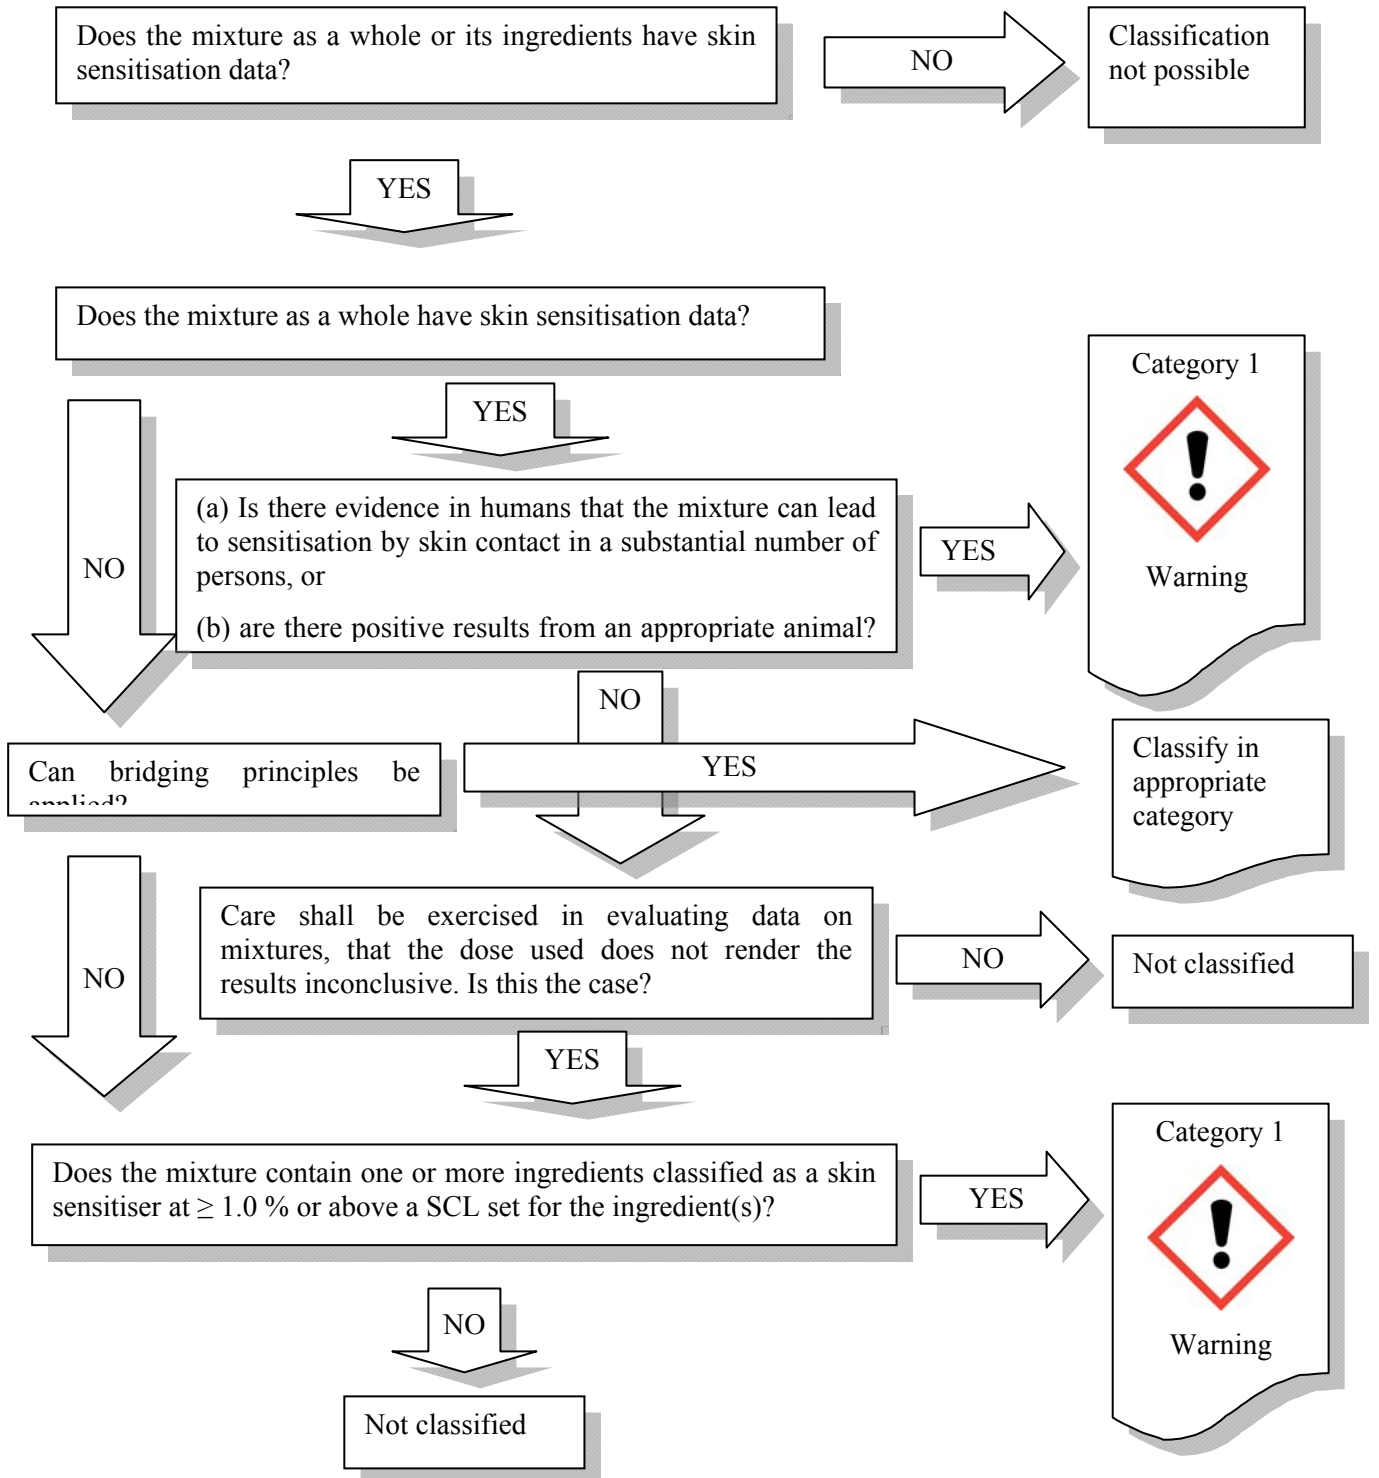 Does the mixture as a whole or its ingredients have skin
sensitisation data?
NO
Classification
not possible
YES
Does the mixture as a whole have skin sensitisation data?
Category 1
YES
(a) Is there evidence in humans that the mixture can lead
to sensitisation by skin contact in a substantial number of
persons, or
(b) are there positive results from an appropriate animal?
NO
YES
Warning
NO
Can bridging principles be
applied?
YES
Classify in
appropriate
category
Care shall be exercised in evaluating data on
mixtures, that the dose used does not render the
results inconclusive. Is this the case?
NO
Not classified
NO
YES
Category 1
Does the mixture contain one or more ingredients classified as a skin
sensitiser at ≥ 1.0 % or above a SCL set for the ingredient(s)?
YES
Warning
NO
Not classified